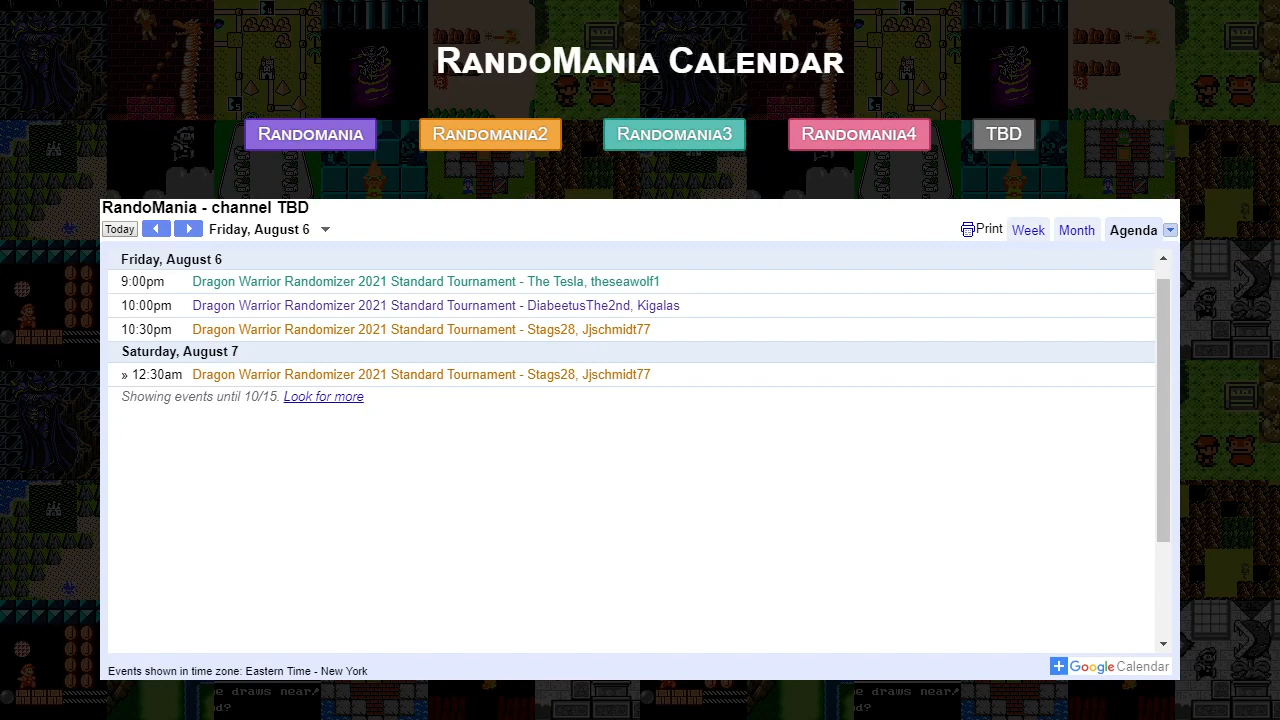 RandoMania Calendar
Randomania Randomania2 Randomania3 Randomania4 TBD
RandoMania - channel TBD
Today Friday, August 6 Print Week Month Agenda
Friday, August 6
9:00pm Dragon Warrior Randomizer 2021 Standard Tournament - The Tesla, theseawolf1
10:00pm Dragon Warrior Randomizer 2021 Standard Tournament - DiabeetusThe2nd, Kigalas
10:30pm Dragon Warrior Randomizer 2021 Standard Tournament - Stags28, Jjschmidt77
Saturday, August 7
» 12:30am Dragon Warrior Randomizer 2021 Standard Tournament - Stags28, Jjschmidt77
Showing events until 10/15. Look for more
Events shown in time zone: Eastern Time - New York
Google Calendar
e draws near! e draws near!
d? d?